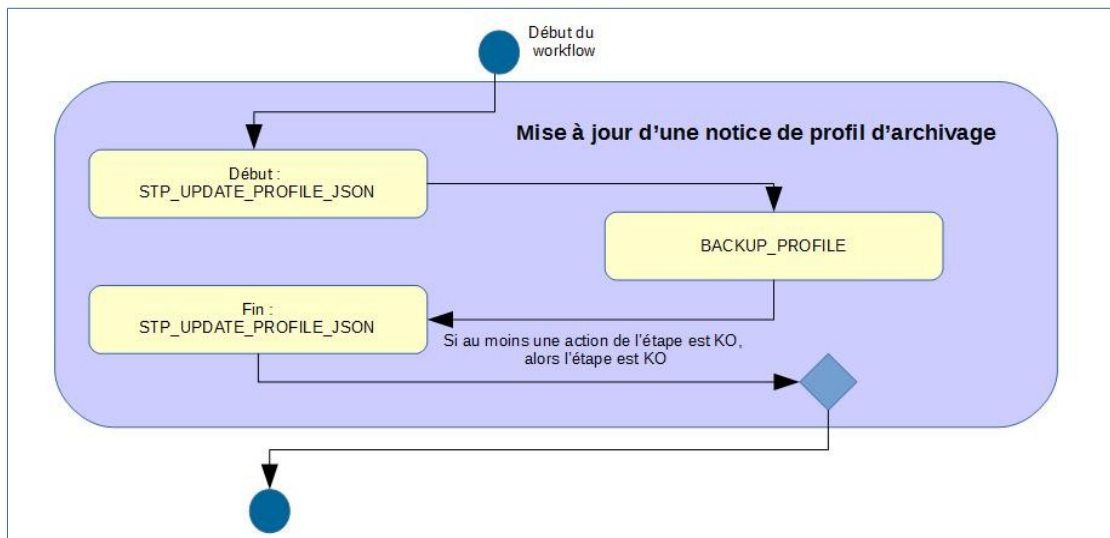 Début du
workflow
Mise à jour d’une notice de profil d’archivage
Début :
STP_UPDATE_PROFILE_JSON
BACKUP_PROFILE
Fin :
STP_UPDATE_PROFILE_JSON
Si au moins une action de l’étape est KO,
alors l’étape est KO